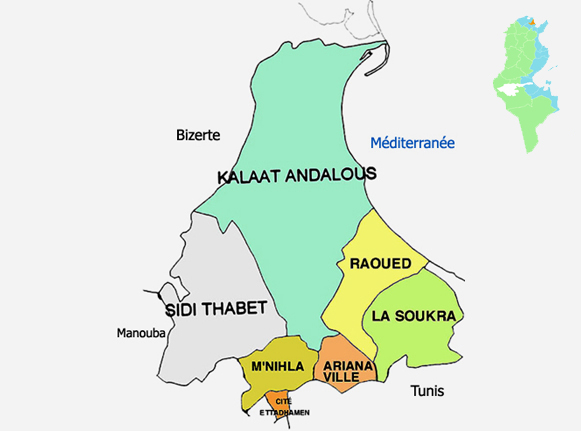 Bizerte
Méditerranée
KALAAT ANDALOUS
RAOUED
SIDI THABET
LA SOUKRA
Manouba
M'NIHLA
ARIANA
VILLE
Tunis
CITÉ
ETTADHAMEN